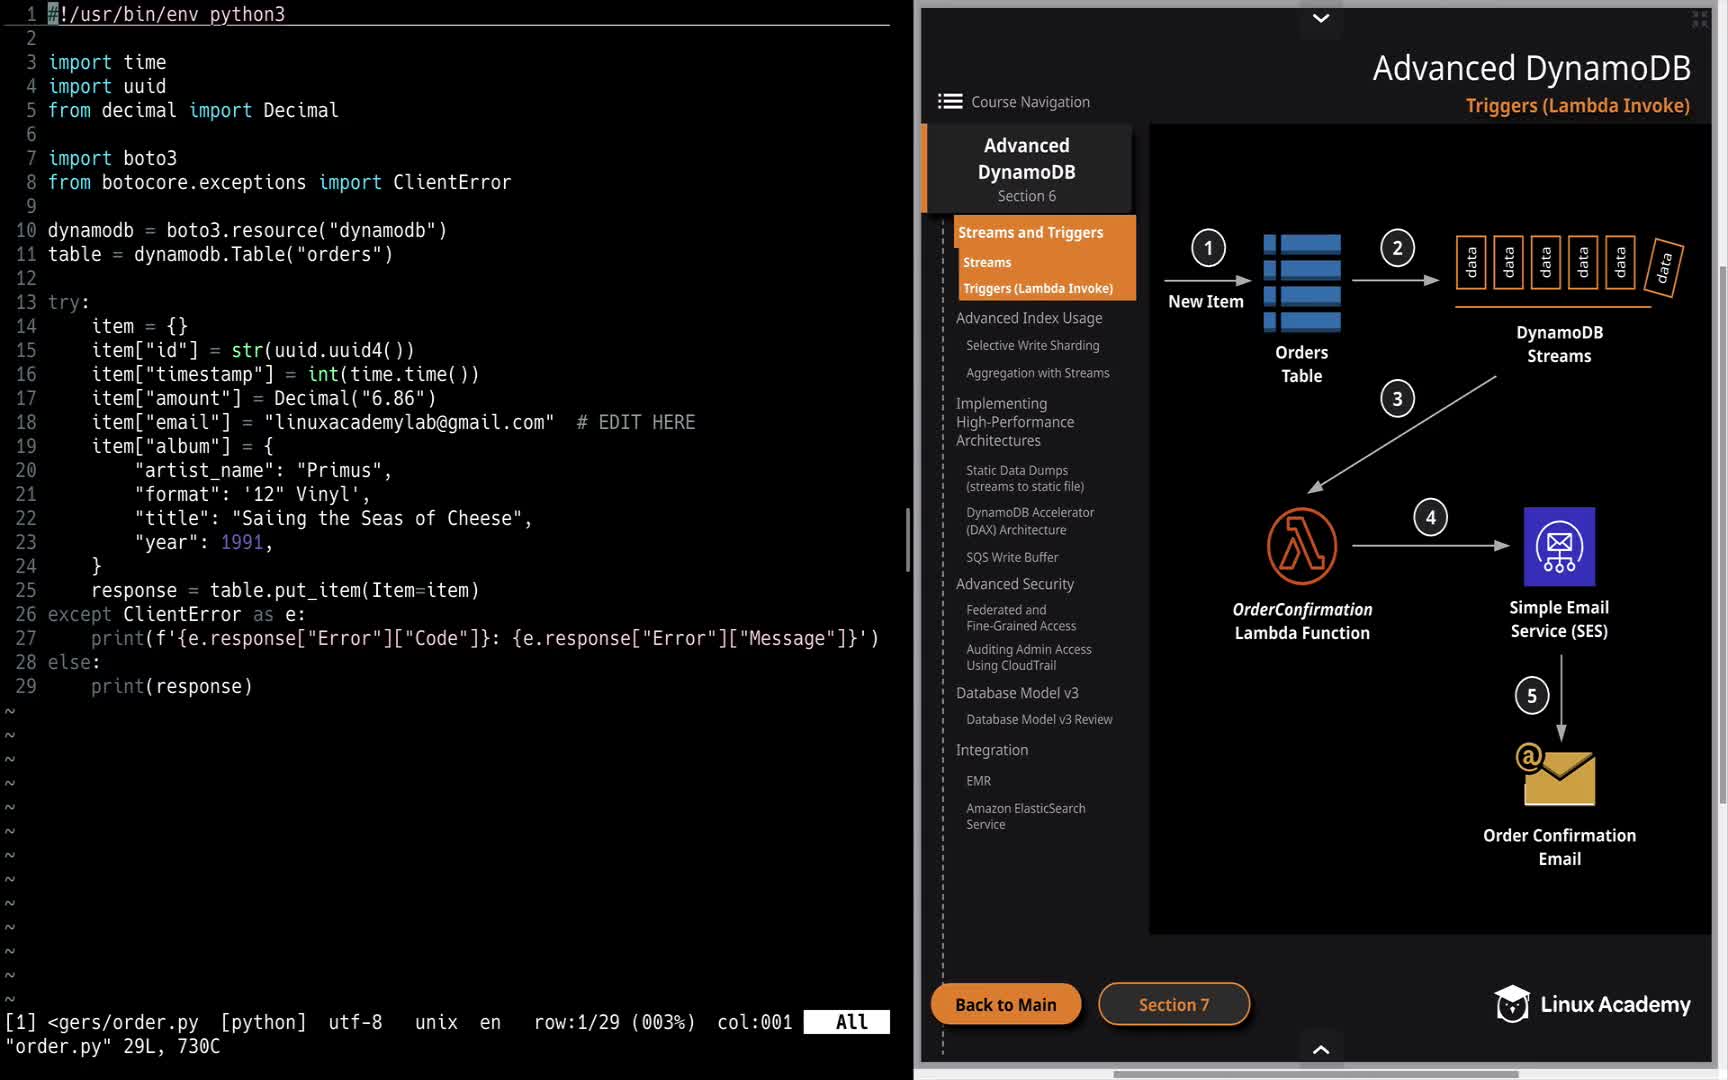 1 #!/usr/bin/env python3
2
3 import time
4 import uuid
5 from decimal import Decimal
6
7 import boto3
8 from botocore.exceptions import ClientError
9
10 dynamodb = boto3.resource("dynamodb")
11 table = dynamodb.Table("orders")
12
13 try:
14     item = {}
15     item["id"] = str(uuid.uuid4())
16     item["timestamp"] = int(time.time())
17     item["amount"] = Decimal("6.86")
18     item["email"] = "linuxacademylab@gmail.com"  # EDIT HERE
19     item["album"] = {
20         "artist_name": "Primus",
21         "format": '12" Vinyl',
22         "title": "Saiing the Seas of Cheese",
23         "year": 1991,
24     }
25     response = table.put_item(Item=item)
26 except ClientError as e:
27     print(f'{e.response["Error"]["Code"]}: {e.response["Error"]["Message"]}')
28 else:
29     print(response)
~
~
~
~
~
~
~
~
~
~
~
~
~
[1] <gers/order.py  [python]  utf-8   unix  en   row:1/29 (003%)  col:001   All
"order.py" 29L, 730C
Advanced DynamoDB
Triggers (Lambda Invoke)
Course Navigation
Advanced
DynamoDB
Section 6
Streams and Triggers
Streams
Triggers (Lambda Invoke)
Advanced Index Usage
Selective Write Sharding
Aggregation with Streams
Implementing
High-Performance
Architectures
Static Data Dumps
(streams to static file)
DynamoDB Accelerator
(DAX) Architecture
SQS Write Buffer
Advanced Security
Federated and
Fine-Grained Access
Auditing Admin Access
Using CloudTrail
Database Model v3
Database Model v3 Review
Integration
EMR
Amazon ElasticSearch
Service
1
New Item
Orders
Table
2
data data data data data data
DynamoDB
Streams
3
OrderConfirmation
Lambda Function
4
Simple Email
Service (SES)
5
@
Order Confirmation
Email
Back to Main
Section 7
Linux Academy